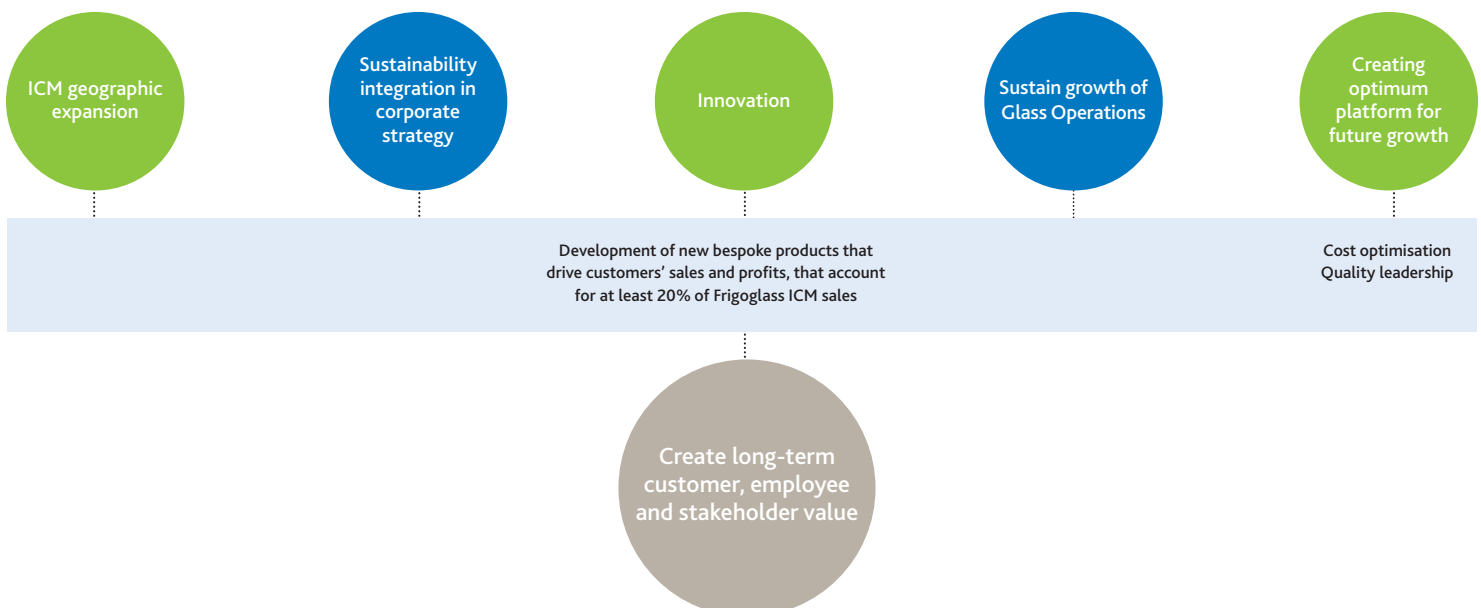 ICM geographic
expansion
Sustainability
integration in
corporate
strategy
Innovation
Sustain growth of
Glass Operations
Creating
optimum
platform for
future growth
Development of new bespoke products that
drive customers’ sales and profits, that account
for at least 20% of Frigoglass ICM sales
Cost optimisation
Quality leadership
Create long-term
customer, employee
and stakeholder value